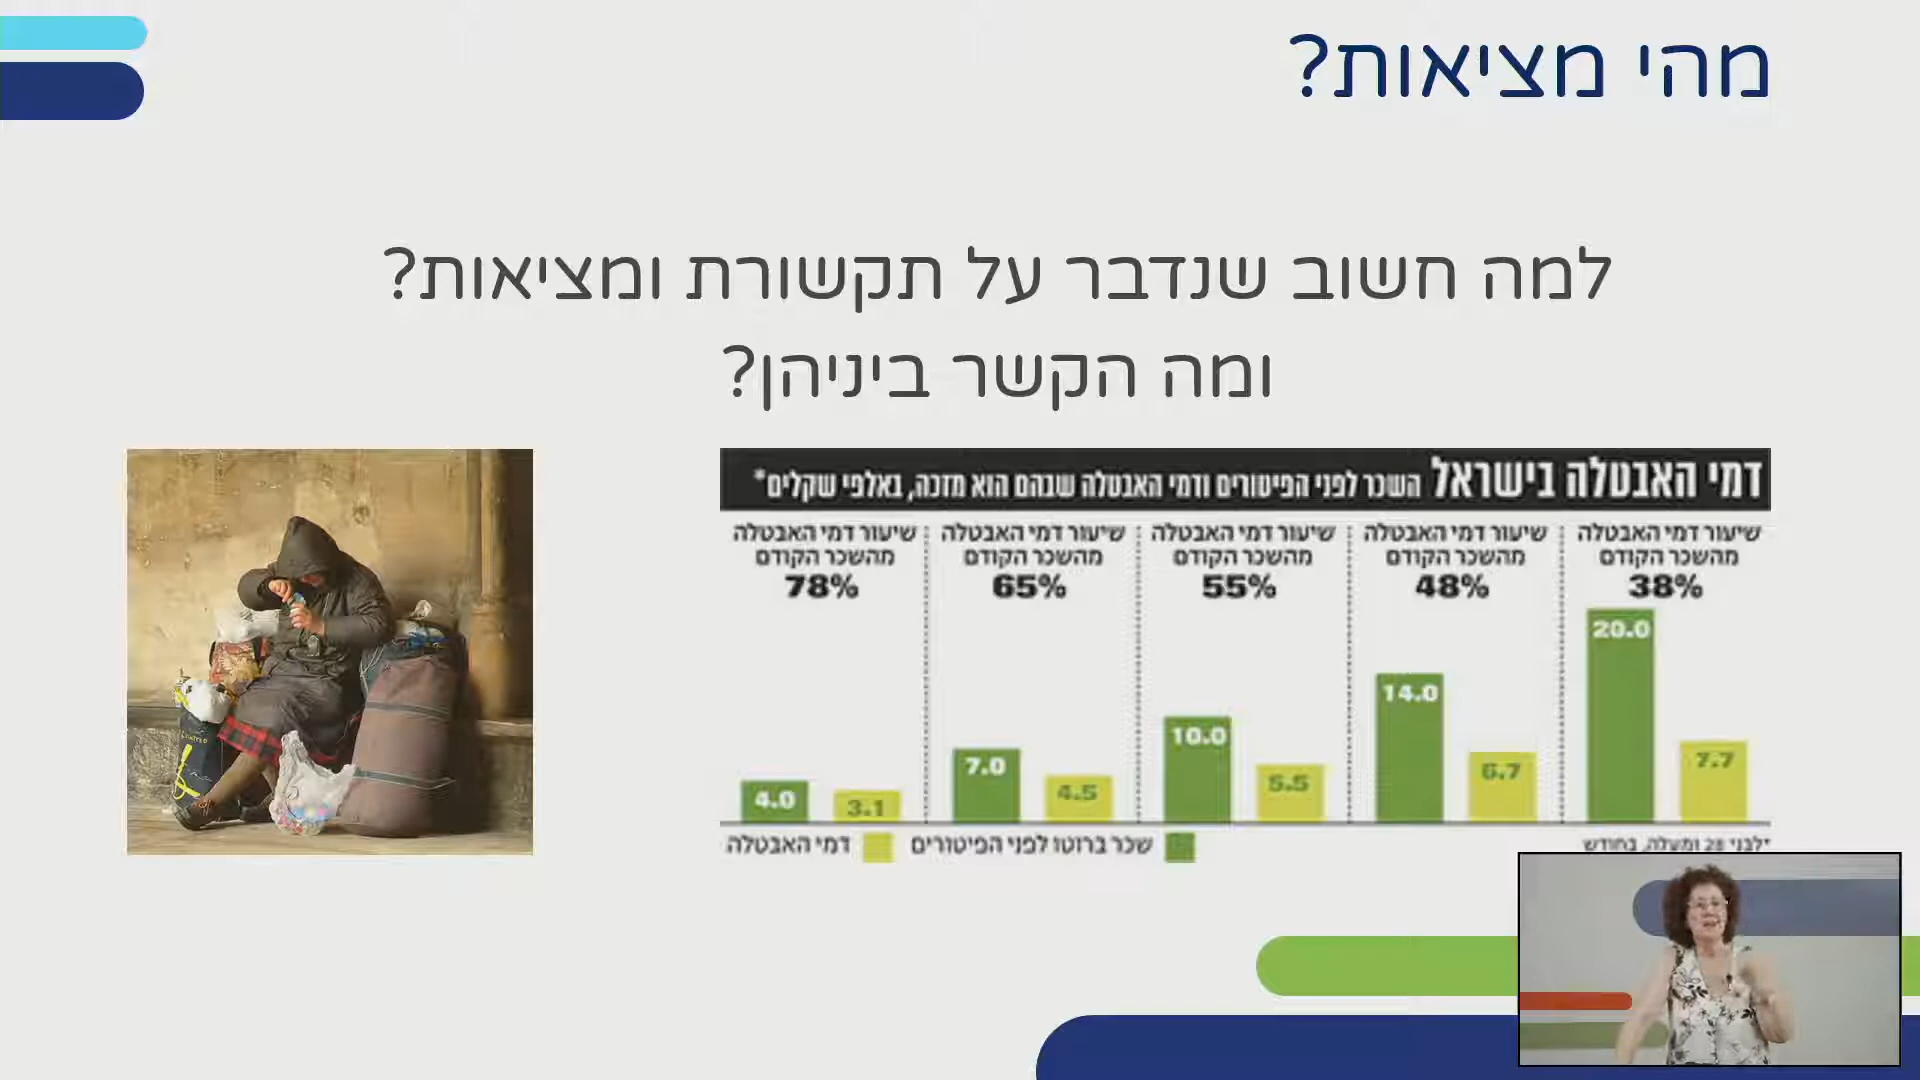 מהי מציאות?
למה חשוב שנדבר על תקשורת ומציאות?
ומה הקשר ביניהן?
דמי האבטלה בישראל השכר לפני הפיטורים ודמי האבטלה שבהם הוא מזכה, באלפי שקלים*
שיעור דמי האבטלה מהשכר הקודם 38%
20.0
7.7
שיעור דמי האבטלה מהשכר הקודם 48%
14.0
6.7
שיעור דמי האבטלה מהשכר הקודם 55%
10.0
5.5
שיעור דמי האבטלה מהשכר הקודם 65%
7.0
4.5
שיעור דמי האבטלה מהשכר הקודם 78%
4.0
3.1
*לבני 28 ומעלה, בחודש
שכר ברוטו לפני הפיטורים
דמי האבטלה